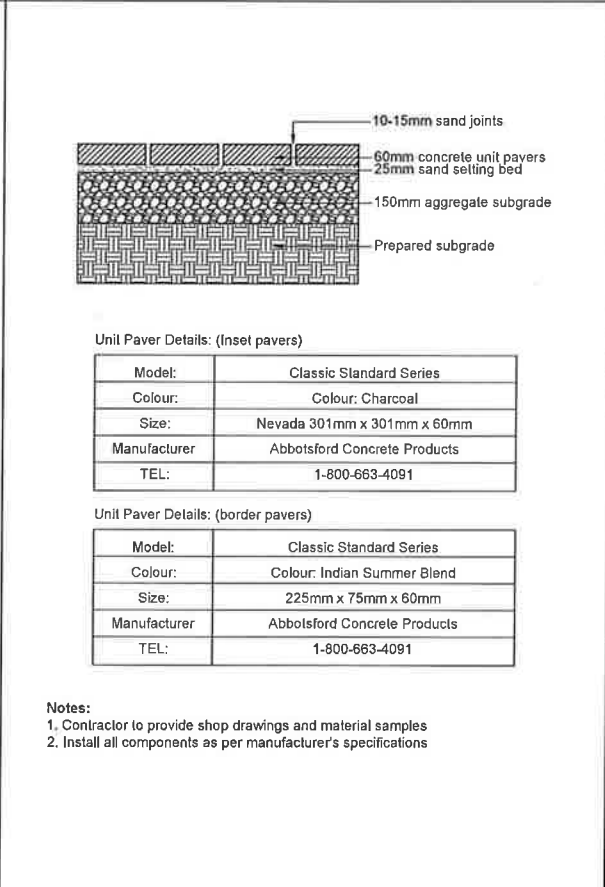 10-15mm sand joints
60mm concrete unit pavers
25mm sand setting bed
150mm aggregate subgrade
Prepared subgrade
Unit Paver Details: (Inset pavers)
Model: Classic Standard Series
Colour: Colour: Charcoal
Size: Nevada 301mm x 301mm x 60mm
Manufacturer Abbotsford Concrete Products
TEL: 1-800-663-4091
Unit Paver Details: (border pavers)
Model: Classic Standard Series
Colour: Colour: Indian Summer Blend
Size: 225mm x 75mm x 60mm
Manufacturer Abbotsford Concrete Products
TEL: 1-800-663-4091
Notes:
1. Contractor to provide shop drawings and material samples
2. Install all components as per manufacturer's specifications